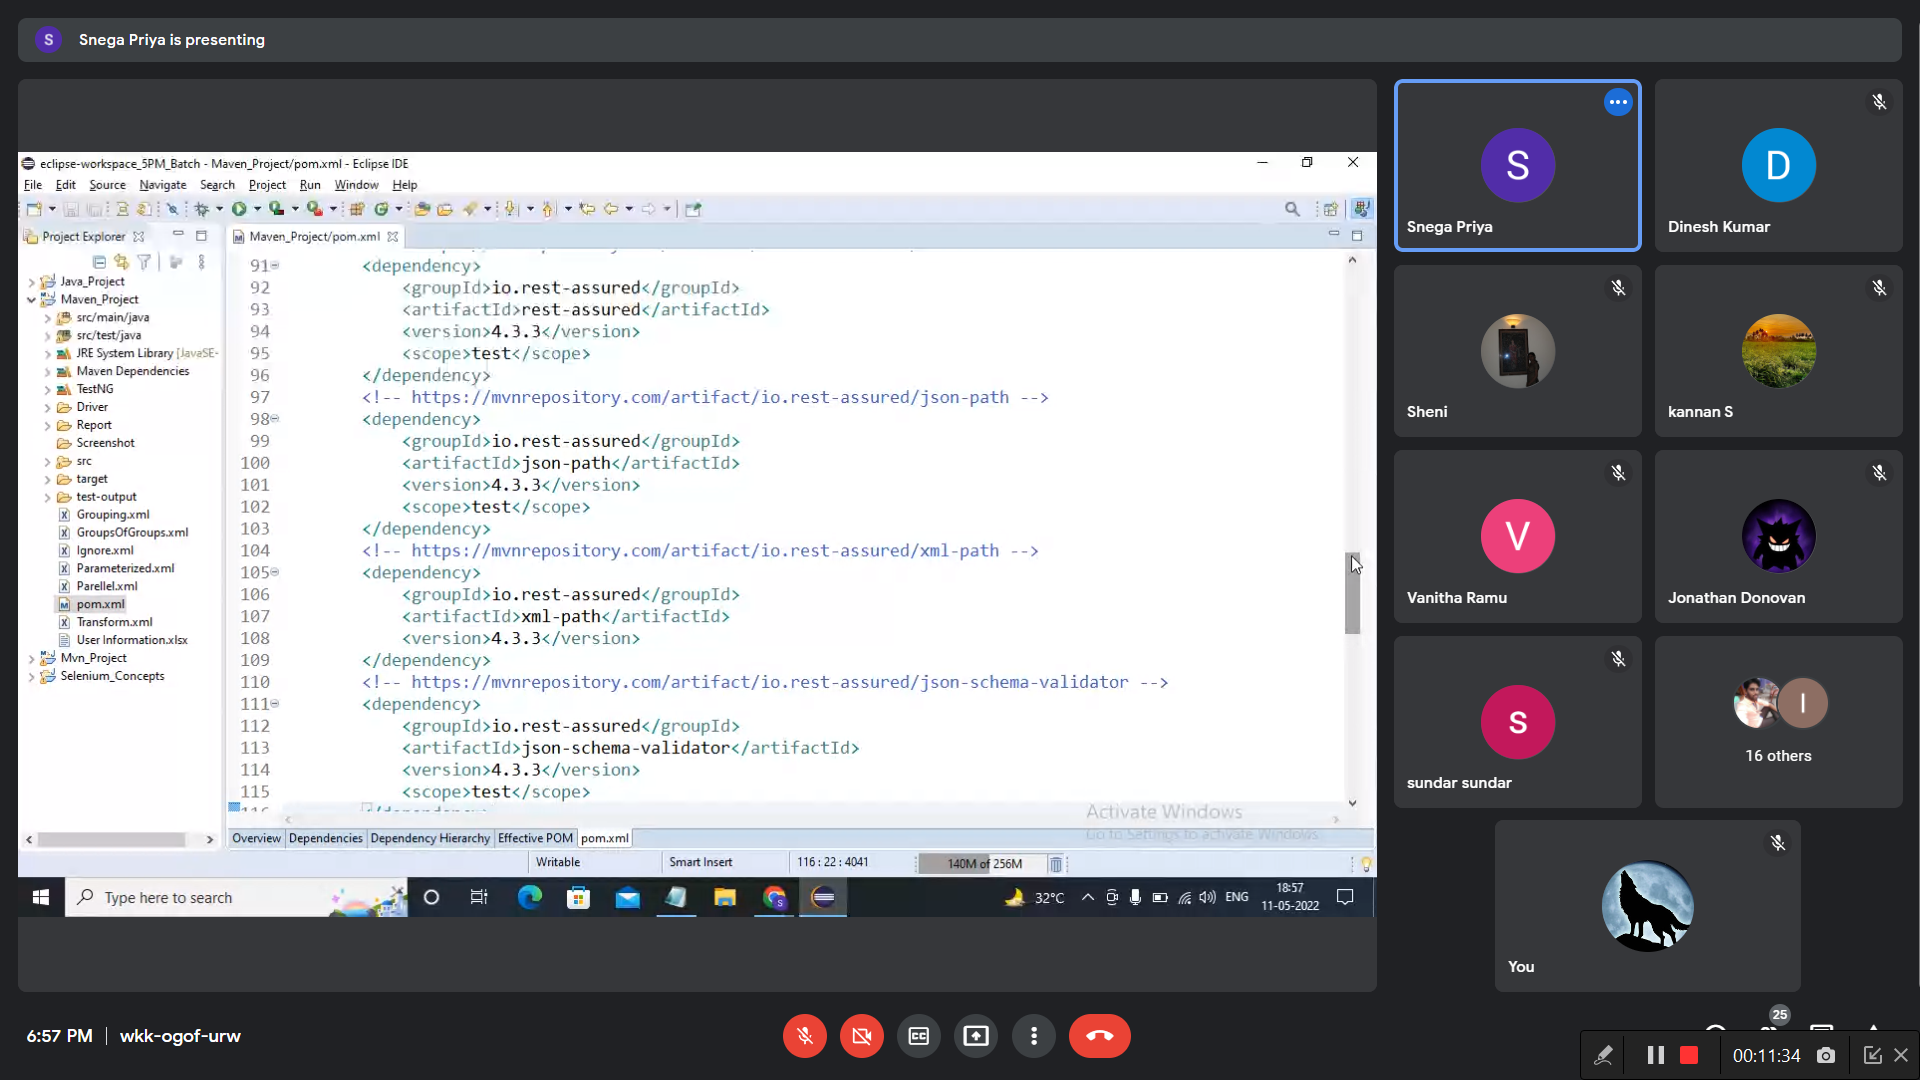 S Snega Priya is presenting
eclipse-workspace_5PM_Batch - Maven_Project/pom.xml - Eclipse IDE
File Edit Source Navigate Search Project Run Window Help
Project Explorer
Maven_Project/pom.xml
Java_Project
Maven_Project
src/main/java
src/test/java
JRE System Library [JavaSE-
Maven Dependencies
TestNG
Driver
Report
Screenshot
src
target
test-output
Grouping.xml
GroupsOfGroups.xml
Ignore.xml
Parameterized.xml
Parellel.xml
pom.xml
Transform.xml
User Information.xlsx
Mvn_Project
Selenium_Concepts
91 <dependency>
92 <groupId>io.rest-assured</groupId>
93 <artifactId>rest-assured</artifactId>
94 <version>4.3.3</version>
95 <scope>test</scope>
96 </dependency>
97 <!-- https://mvnrepository.com/artifact/io.rest-assured/json-path -->
98 <dependency>
99 <groupId>io.rest-assured</groupId>
100 <artifactId>json-path</artifactId>
101 <version>4.3.3</version>
102 <scope>test</scope>
103 </dependency>
104 <!-- https://mvnrepository.com/artifact/io.rest-assured/xml-path -->
105 <dependency>
106 <groupId>io.rest-assured</groupId>
107 <artifactId>xml-path</artifactId>
108 <version>4.3.3</version>
109 </dependency>
110 <!-- https://mvnrepository.com/artifact/io.rest-assured/json-schema-validator -->
111 <dependency>
112 <groupId>io.rest-assured</groupId>
113 <artifactId>json-schema-validator</artifactId>
114 <version>4.3.3</version>
115 <scope>test</scope>
Activate Windows
Go to Settings to activate Windows.
Overview Dependencies Dependency Hierarchy Effective POM pom.xml
Writable Smart Insert 116 : 22 : 4041 140M of 256M
Type here to search
32°C ENG 18:57
11-05-2022
S
Snega Priya
D
Dinesh Kumar
Sheni
kannan S
V
Vanitha Ramu
Jonathan Donovan
s
sundar sundar
I
16 others
You
6:57 PM | wkk-ogof-urw
25
00:11:34